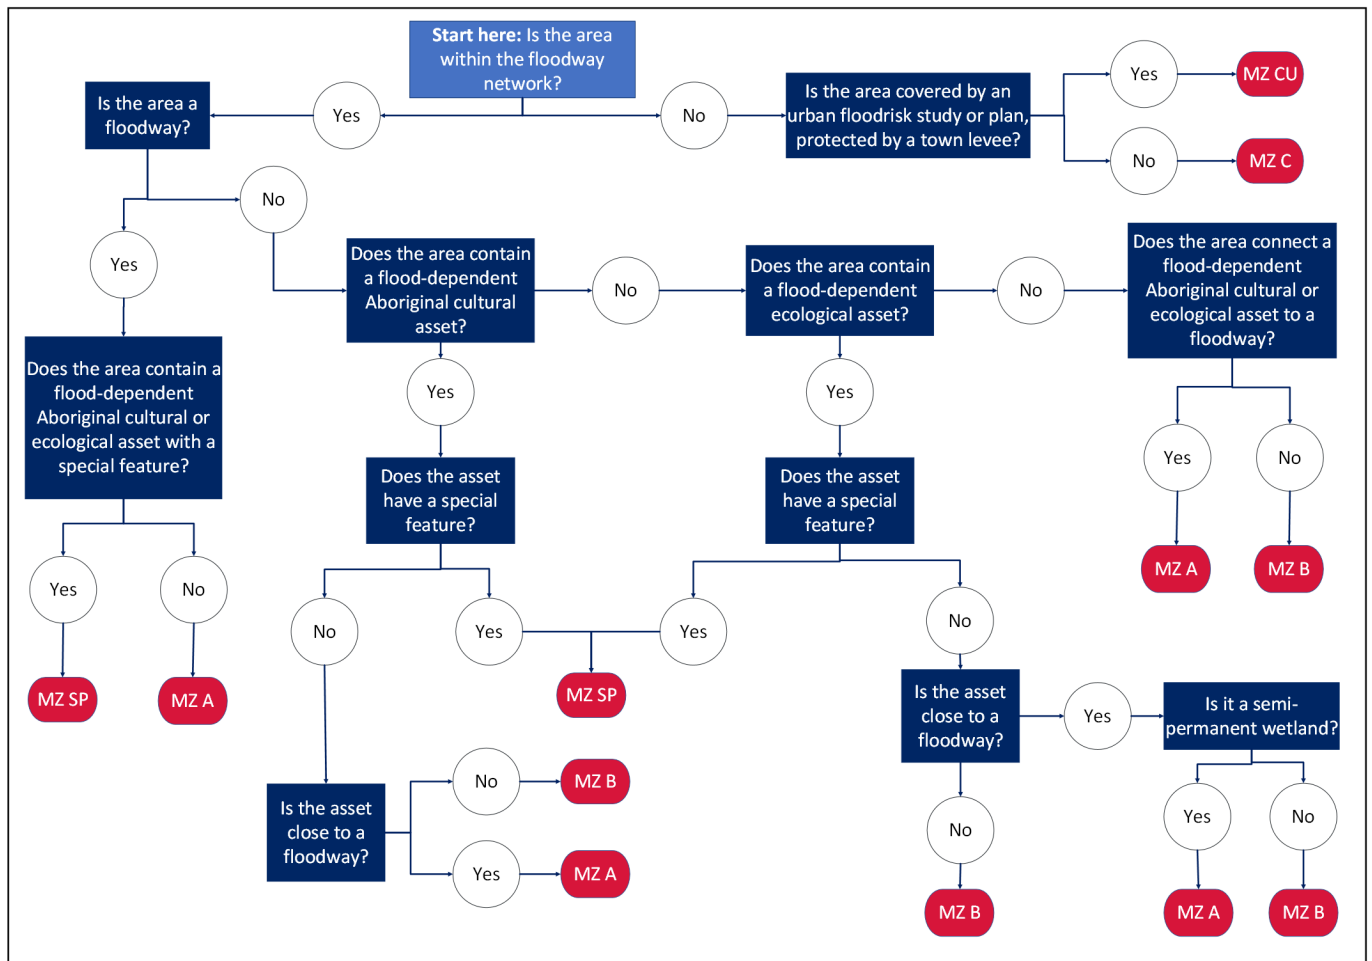 Start here: Is the area
within the floodway
network?
Is the area a
floodway?
Yes
No
Is the area covered by an
urban floodrisk study or plan,
protected by a town levee?
Yes
MZ CU
No
MZ C
No
Yes
Does the area contain
a flood-dependent
Aboriginal cultural
asset?
No
Does the area contain
a flood-dependent
ecological asset?
No
Does the area connect a
flood-dependent
Aboriginal cultural or
ecological asset to a
floodway?
Does the area contain a
flood-dependent
Aboriginal cultural or
ecological asset with a
special feature?
Yes
Yes
Yes
No
Does the asset
have a special
feature?
Does the asset
have a special
feature?
MZ A
MZ B
Yes
No
No
Yes
Yes
No
MZ SP
MZ A
MZ SP
Is the asset
close to a
floodway?
Yes
Is it a semi-
permanent wetland?
Is the asset
close to a
floodway?
No
MZ B
Yes
MZ A
No
Yes
No
MZ B
MZ A
MZ B